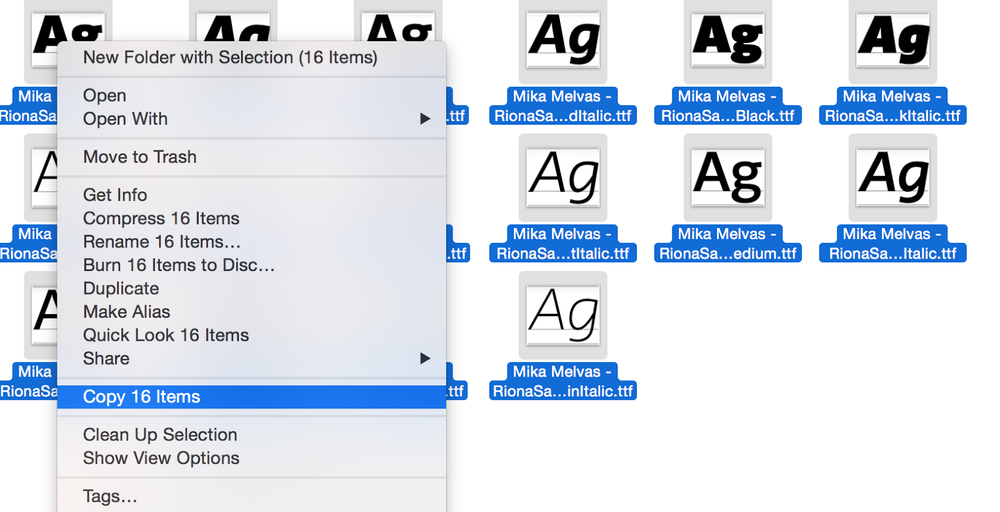 Ag
Ag
Ag
Ag
Ag
Ag
New Folder with Selection (16 Items)
Open
Open With
Move to Trash
Get Info
Compress 16 Items
Rename 16 Items...
Burn 16 Items to Disc...
Duplicate
Make Alias
Quick Look 16 Items
Share
Copy 16 Items
Clean Up Selection
Show View Options
Tags...
Mika
RionaSa
.ttf
Mika Melvas -
RionaSa...dItalic.ttf
Mika Melvas -
RionaSa...Black.ttf
Mika Melvas -
RionaSa...kItalic.ttf
A
Ag
Ag
Ag
Mika
RionaSa
.ttf
Mika Melvas -
RionaSa...tItalic.ttf
Mika Melvas -
RionaSa...edium.ttf
Mika Melvas -
RionaSa...Italic.ttf
A
Ag
Mika
RionaSa
.ttf
Mika Melvas -
RionaSa...inItalic.ttf